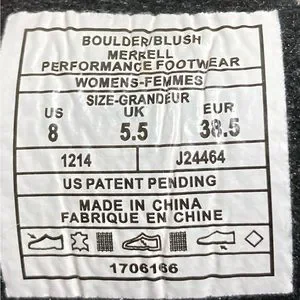 BOULDER/BLUSH
MERRELL
PERFORMANCE FOOTWEAR
WOMENS-FEMMES
SIZE-GRANDEUR
US UK EUR
8 5.5 38.5
1214 J24464
US PATENT PENDING
MADE IN CHINA
FABRIQUE EN CHINE
1706166